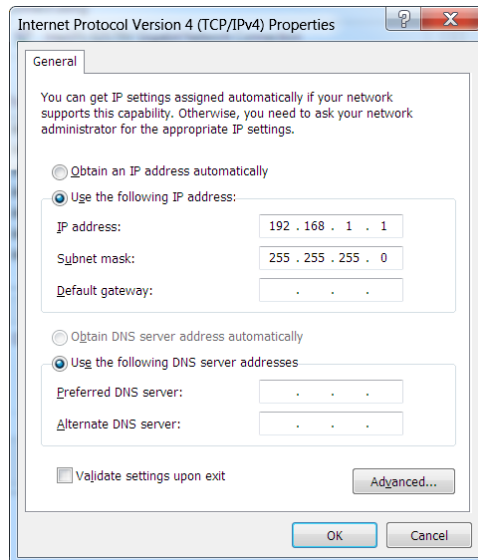 Internet Protocol Version 4 (TCP/IPv4) Properties
General
You can get IP settings assigned automatically if your network
supports this capability. Otherwise, you need to ask your network
administrator for the appropriate IP settings.
Obtain an IP address automatically
Use the following IP address:
IP address: 192 . 168 . 1 . 1
Subnet mask: 255 . 255 . 255 . 0
Default gateway: . . .
Obtain DNS server address automatically
Use the following DNS server addresses
Preferred DNS server: . . .
Alternate DNS server: . . .
Validate settings upon exit
Advanced...
OK Cancel